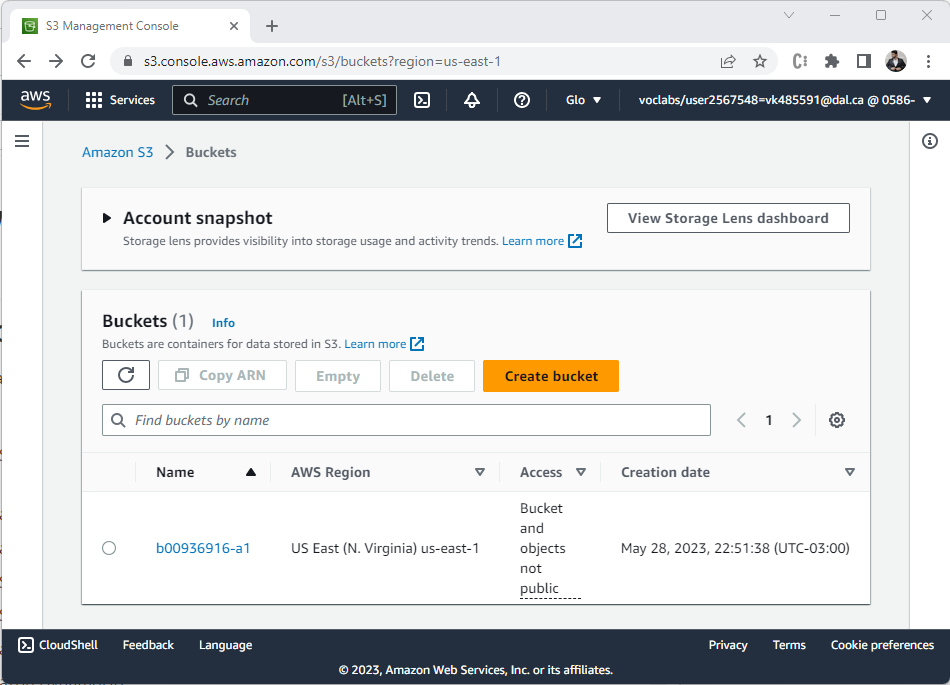 S3 Management Console
s3.console.aws.amazon.com/s3/buckets?region=us-east-1
aws
Services
Search
[Alt+S]
Glo
voclabs/user2567548=vk485591@dal.ca @ 0586-
Amazon S3
Buckets
Account snapshot
View Storage Lens dashboard
Storage lens provides visibility into storage usage and activity trends. Learn more
Buckets (1) Info
Buckets are containers for data stored in S3. Learn more
Copy ARN
Empty
Delete
Create bucket
Find buckets by name
1
Name
AWS Region
Access
Creation date
b00936916-a1
US East (N. Virginia) us-east-1
Bucket
and
objects
not
public
May 28, 2023, 22:51:38 (UTC-03:00)
CloudShell
Feedback
Language
Privacy
Terms
Cookie preferences
© 2023, Amazon Web Services, Inc. or its affiliates.